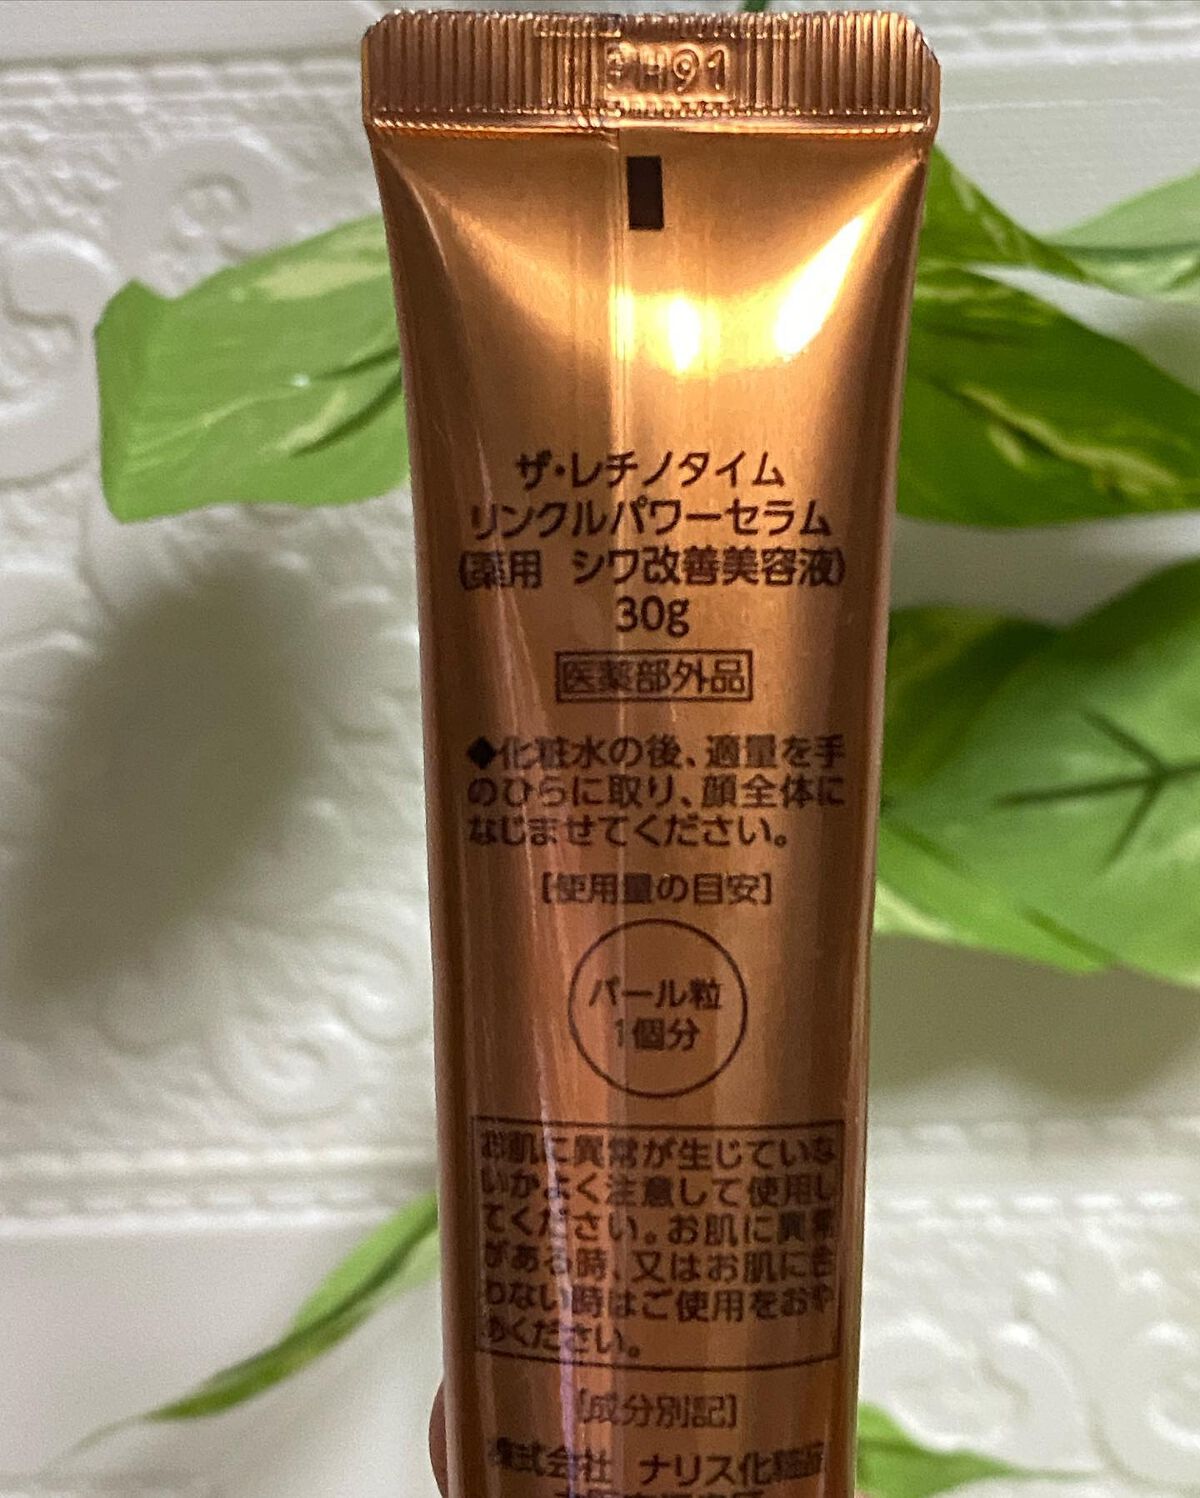 H91
ザ・レチノタイム
リンクルパワーセラム
(薬用 シワ改善美容液)
30g
医薬部外品
◆化粧水の後、適量を手
のひらに取り、顔全体に
なじませてください。
[使用量の目安]
パール粒
1個分
お肌に異常が生じていな
いかよく注意して使用し
てください。お肌に異常
がある時、又はお肌に合
わない時はご使用をおや
めください。
[成分別記]
株式会社 ナリス化粧品